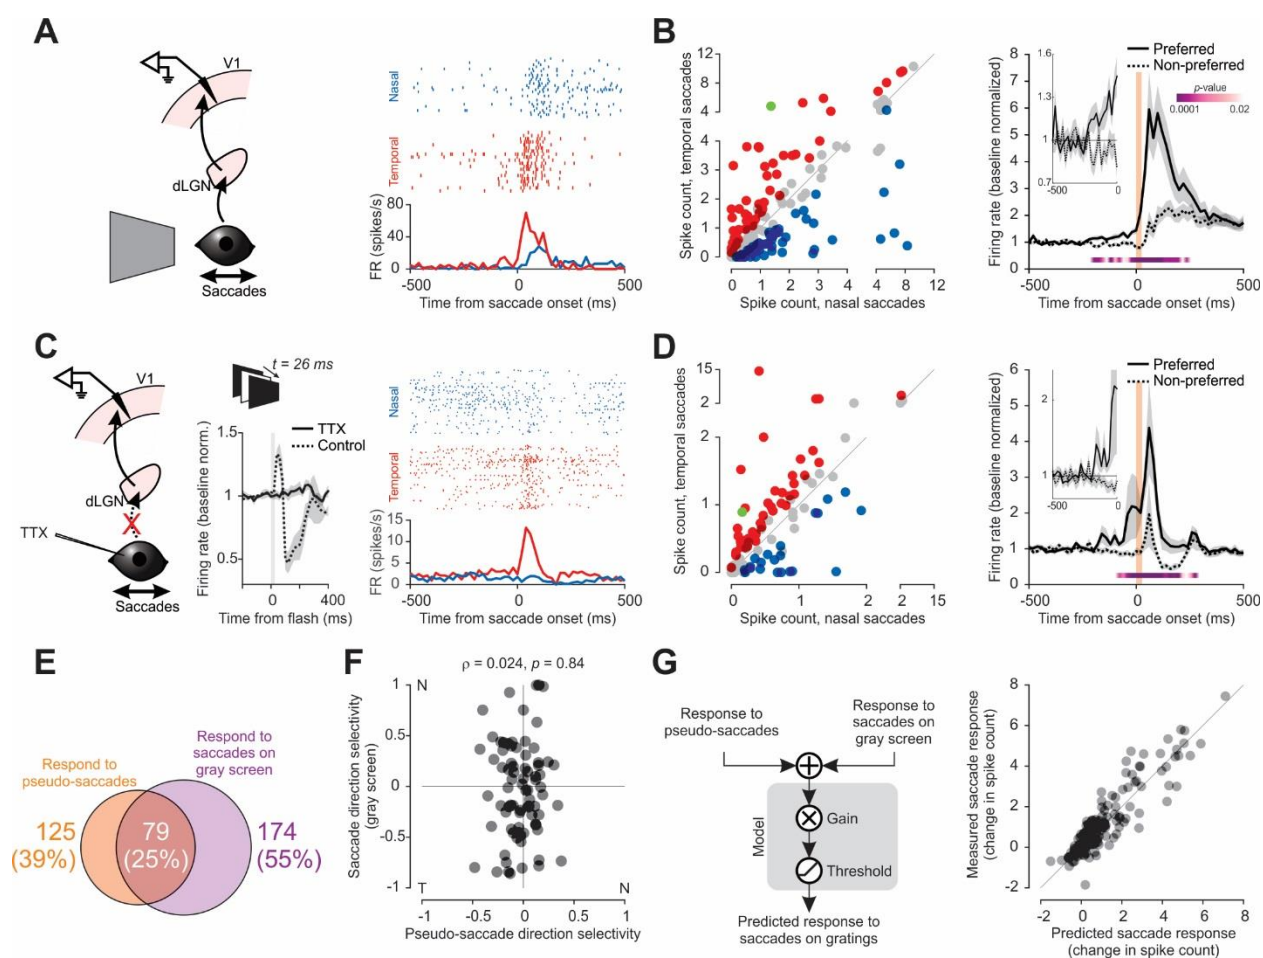 A
V1
dLGN
Saccades
Nasal
Temporal
80
40
0
FR (spikes/s)
-500
0
500
Time from saccade onset (ms)
B
Spike count, temporal saccades
12
8
4
4
3
2
1
0
0
1
2
3
4
4
8
12
Spike count, nasal saccades
Firing rate (baseline normalized)
8
7
6
5
4
3
2
1
0
1.6
1.3
1
0.7
-500
0
Preferred
Non-preferred
p-value
0.0001
0.02
-500
0
500
Time from saccade onset (ms)
C
V1
dLGN
X
TTX
Saccades
t = 26 ms
TTX
Control
Firing rate (baseline norm.)
1.5
1
0.5
0
200
400
Time from flash (ms)
Nasal
Temporal
FR (spikes/s)
15
10
5
0
-500
0
500
Time from saccade onset (ms)
D
Spike count, temporal saccades
15
2
2
1
0
0
1
2
2
15
Spike count, nasal saccades
Firing rate (baseline normalized)
6
5
4
3
2
1
0
2
1
-500
0
Preferred
Non-preferred
-500
0
500
Time from saccade onset (ms)
E
Respond to
pseudo-saccades
Respond to
saccades on
gray screen
125
(39%)
79
(25%)
174
(55%)
F
ρ = 0.024, p = 0.84
Saccade direction selectivity
(gray screen)
1
0.5
0
-0.5
-1
N
T
N
-1
-0.5
0
0.5
1
Pseudo-saccade direction selectivity
G
Response to
pseudo-saccades
Response to
saccades on
gray screen
Model
Gain
Threshold
Predicted response to
saccades on gratings
Measured saccade response
(change in spike count)
8
6
4
2
0
-2
-2
0
2
4
6
8
Predicted saccade response
(change in spike count)